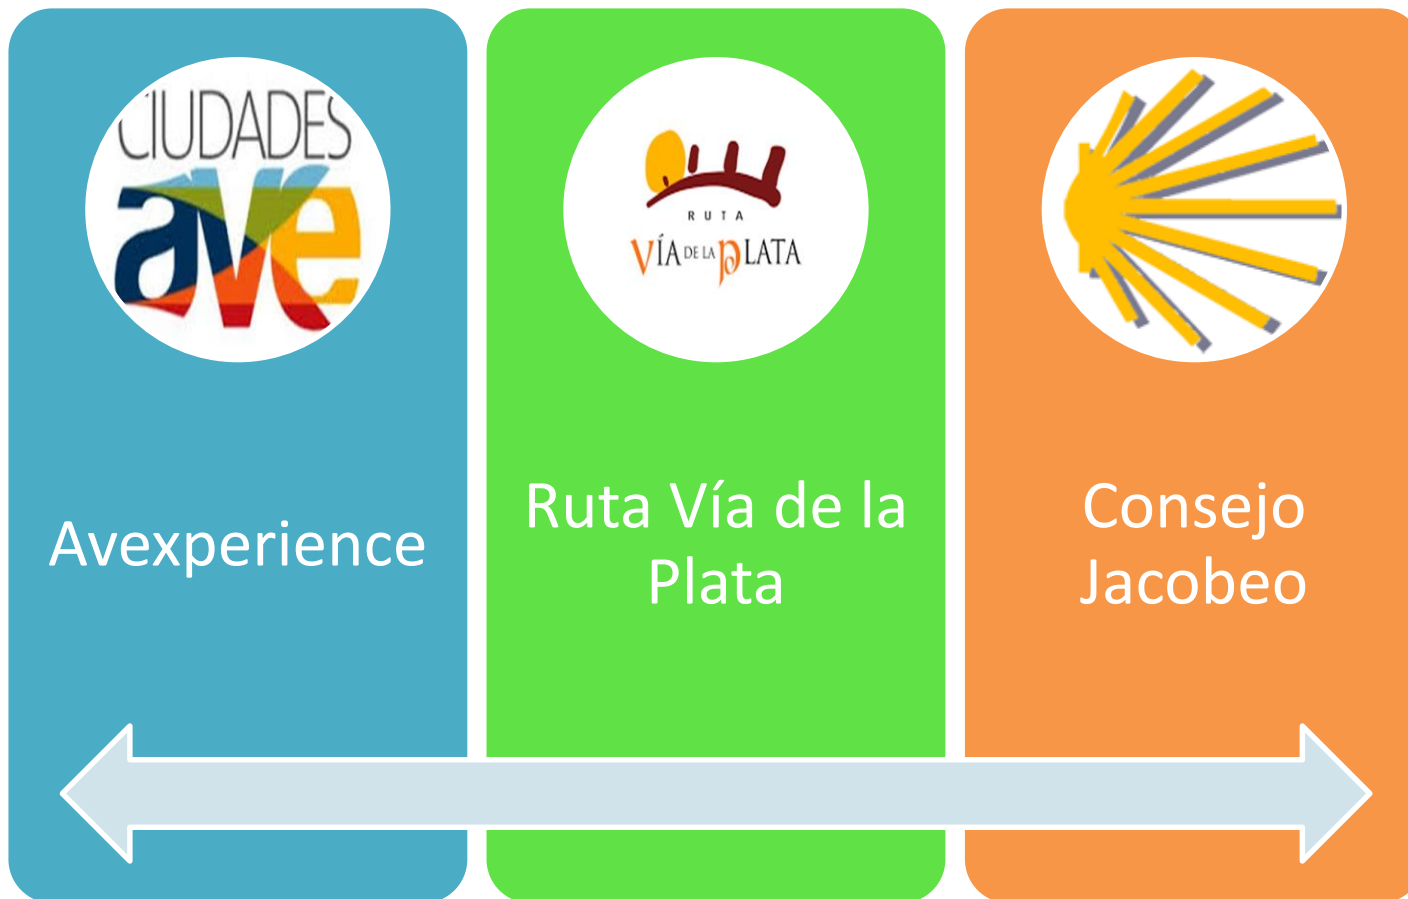 CIUDADES
ave
Avexperience
RUTA
VÍA DE LA PLATA
Ruta Vía de la
Plata
Consejo
Jacobeo